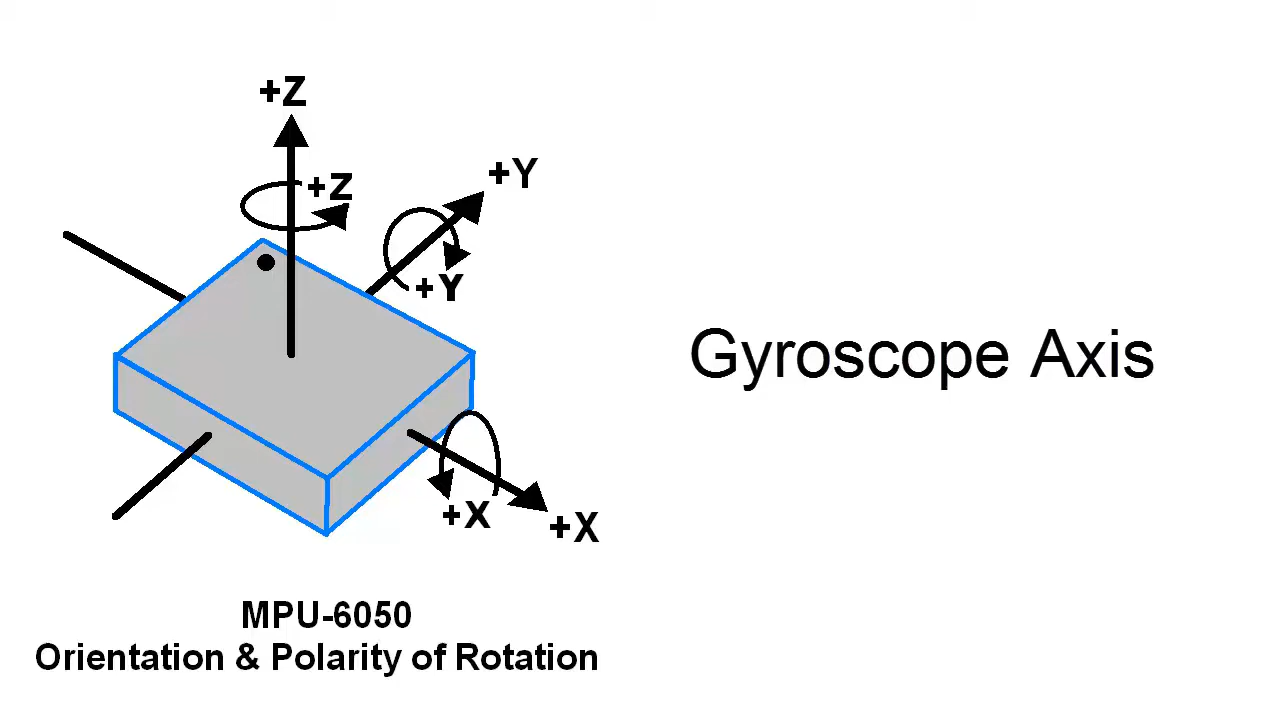 +Z
+Z
+Y
+Y
+X
+X
Gyroscope Axis
MPU-6050
Orientation & Polarity of Rotation